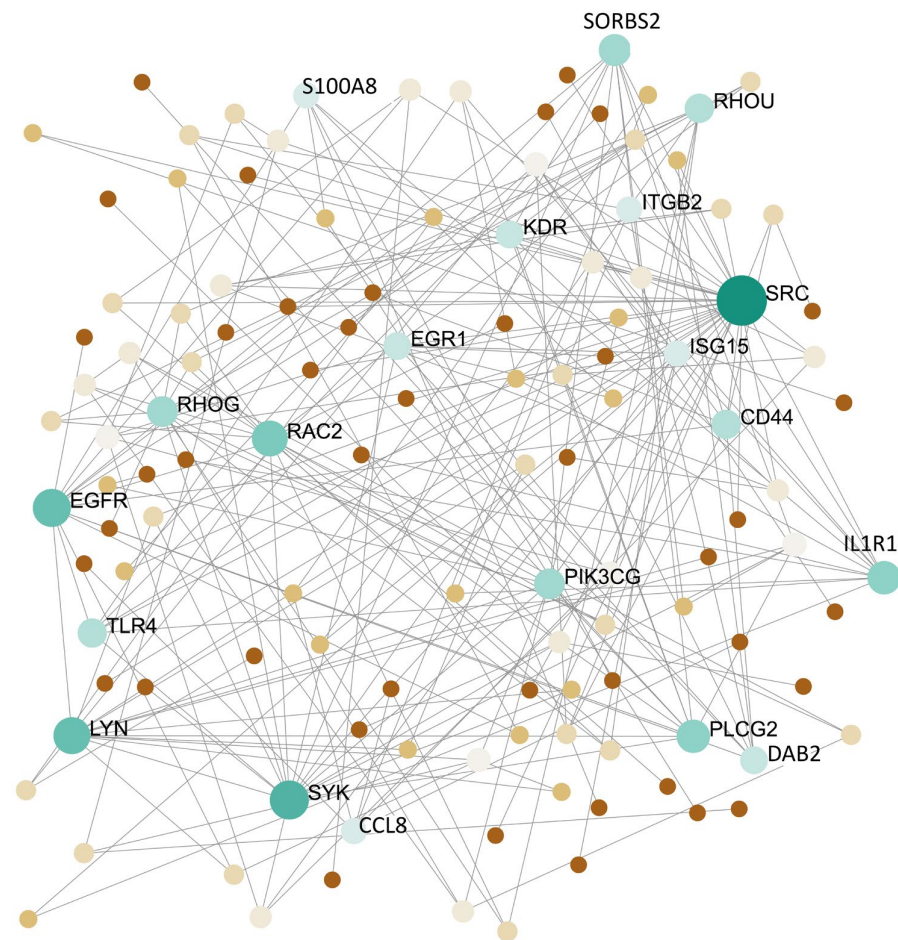 SORBS2
S100A8
RHOU
ITGB2
KDR
SRC
EGR1
ISG15
RHOG
CD44
RAC2
EGFR
IL1R1
PIK3CG
TLR4
LYN
PLCG2
DAB2
SYK
CCL8